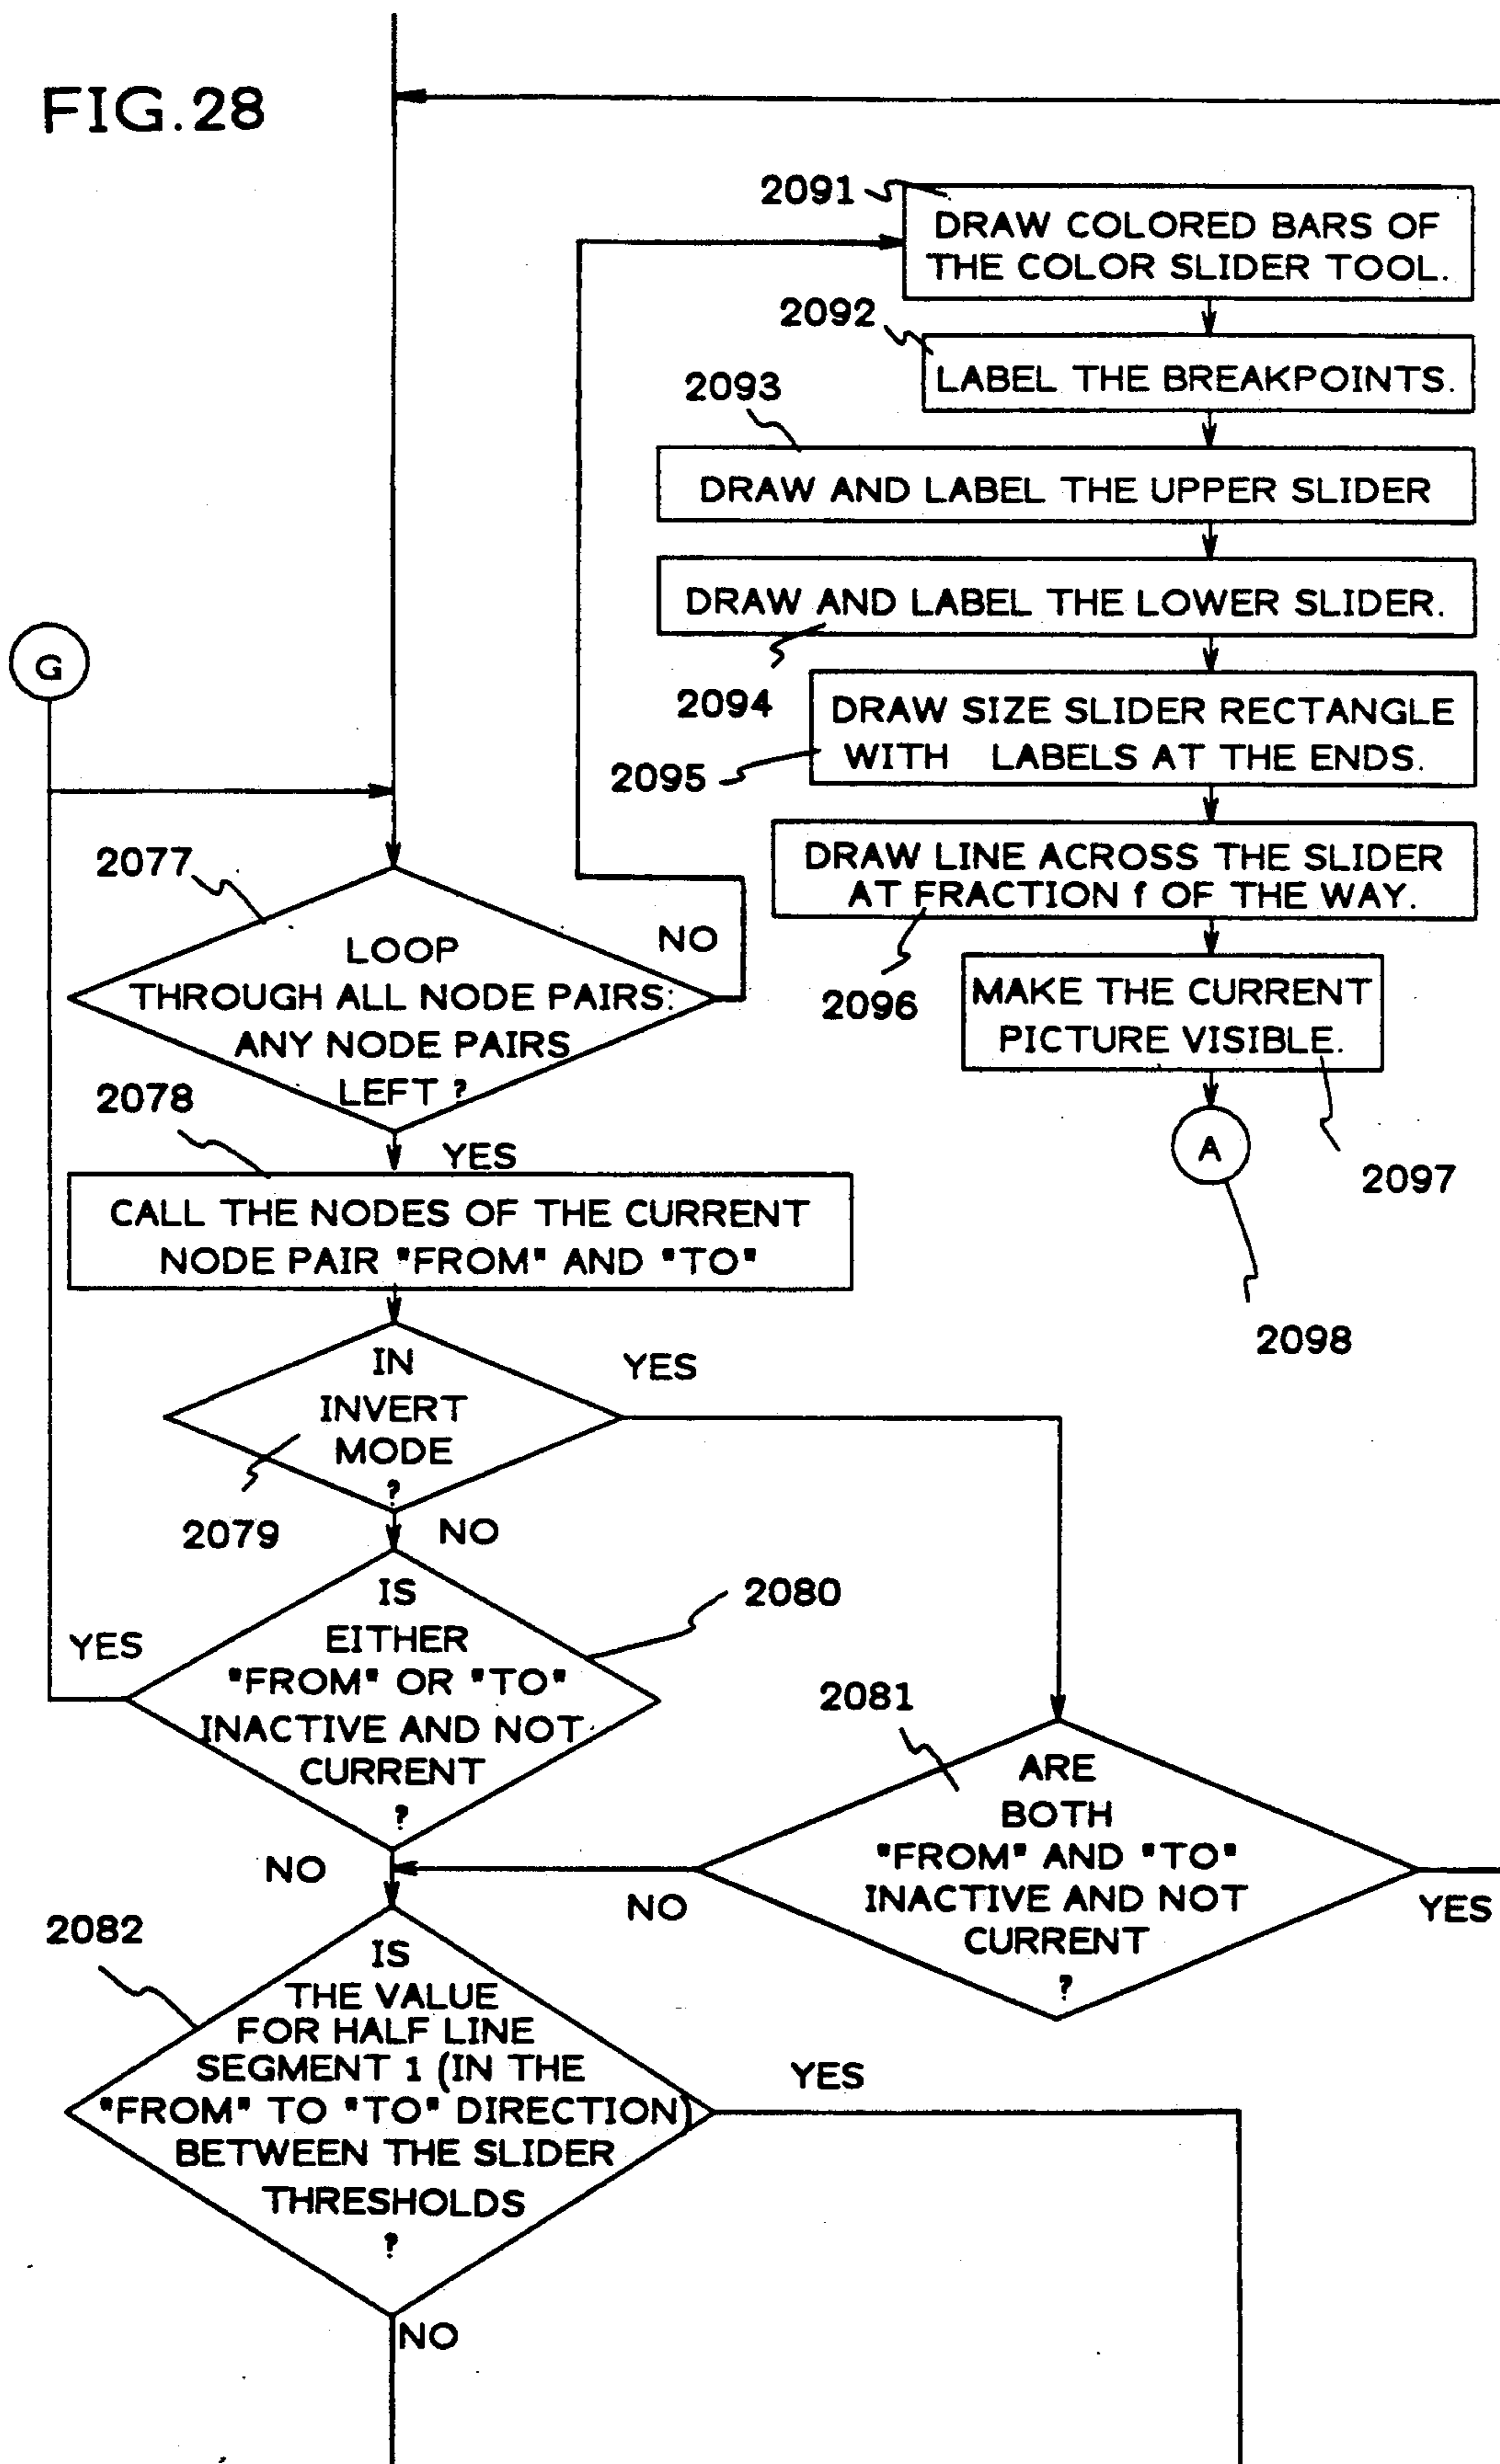 FIG.28
2091
DRAW COLORED BARS OF
THE COLOR SLIDER TOOL.
2092
LABEL THE BREAKPOINTS.
2093
DRAW AND LABEL THE UPPER SLIDER
DRAW AND LABEL THE LOWER SLIDER.
2094
G
DRAW SIZE SLIDER RECTANGLE
WITH LABELS AT THE ENDS.
2095
DRAW LINE ACROSS THE SLIDER
AT FRACTION f OF THE WAY.
2096
MAKE THE CURRENT
PICTURE VISIBLE.
2097
A
2098
2077
LOOP
THROUGH ALL NODE PAIRS:
ANY NODE PAIRS
LEFT ?
NO
YES
2078
CALL THE NODES OF THE CURRENT
NODE PAIR "FROM" AND "TO"
IN
INVERT
MODE
?
YES
2079
NO
IS
EITHER
"FROM" OR "TO"
INACTIVE AND NOT
CURRENT
?
2080
YES
NO
2081
ARE
BOTH
"FROM" AND "TO"
INACTIVE AND NOT
CURRENT
?
NO
YES
2082
IS
THE VALUE
FOR HALF LINE
SEGMENT 1 (IN THE
"FROM" TO "TO" DIRECTION)
BETWEEN THE SLIDER
THRESHOLDS
?
YES
NO